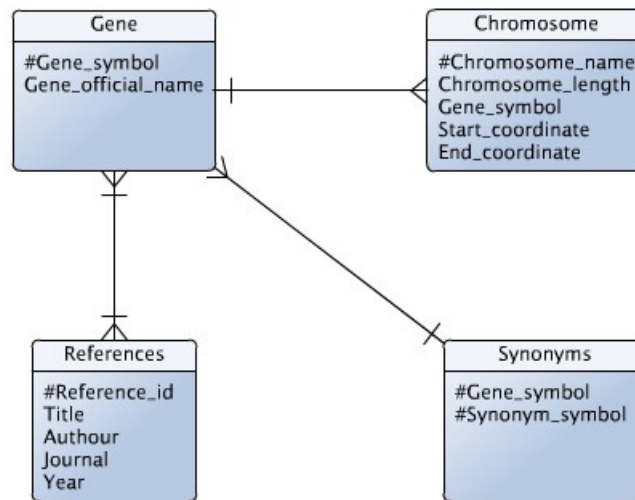 Gene
#Gene_symbol
Gene_official_name
Chromosome
#Chromosome_name
Chromosome_length
Gene_symbol
Start_coordinate
End_coordinate
References
#Reference_id
Title
Authour
Journal
Year
Synonyms
#Gene_symbol
#Synonym_symbol